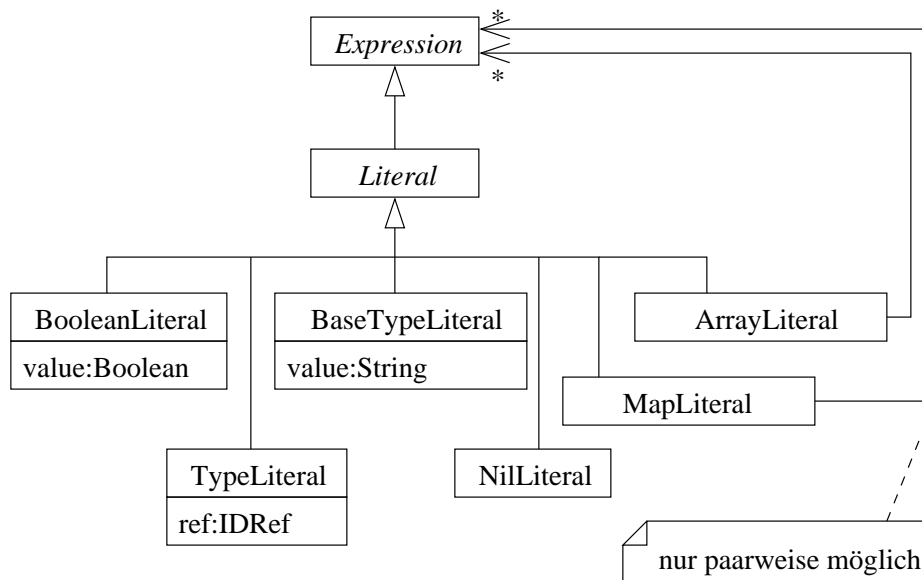 *
Expression
*
Literal
BooleanLiteral
value:Boolean
BaseTypeLiteral
value:String
ArrayLiteral
MapLiteral
TypeLiteral
ref:IDRef
NilLiteral
nur paarweise möglich